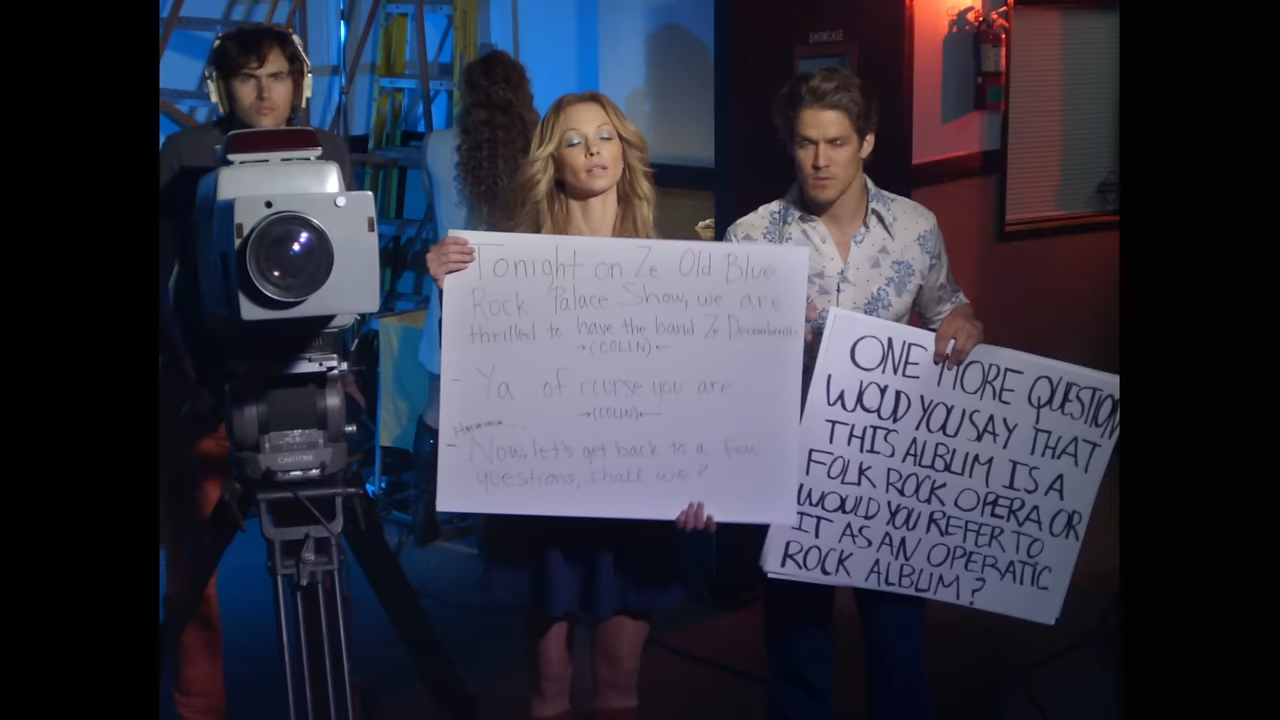 SHOWCASE
Tonight on Ze Old Blue
Rock Palace Show, we are
thrilled to have the band Ze Decemberists
→(COLIN)←
- Ya of course you are
→(COLIN)←
Hmmmm...
- Now, let's get back to a few
questions, shall we?
ONE MORE QUESTION
WOUD YOU SAY THAT
THIS ALBUM IS A
FOLK ROCK OPERA OR
WOULD YOU REFER TO
IT AS AN OPERATIC
ROCK ALBUM?
CARTONI